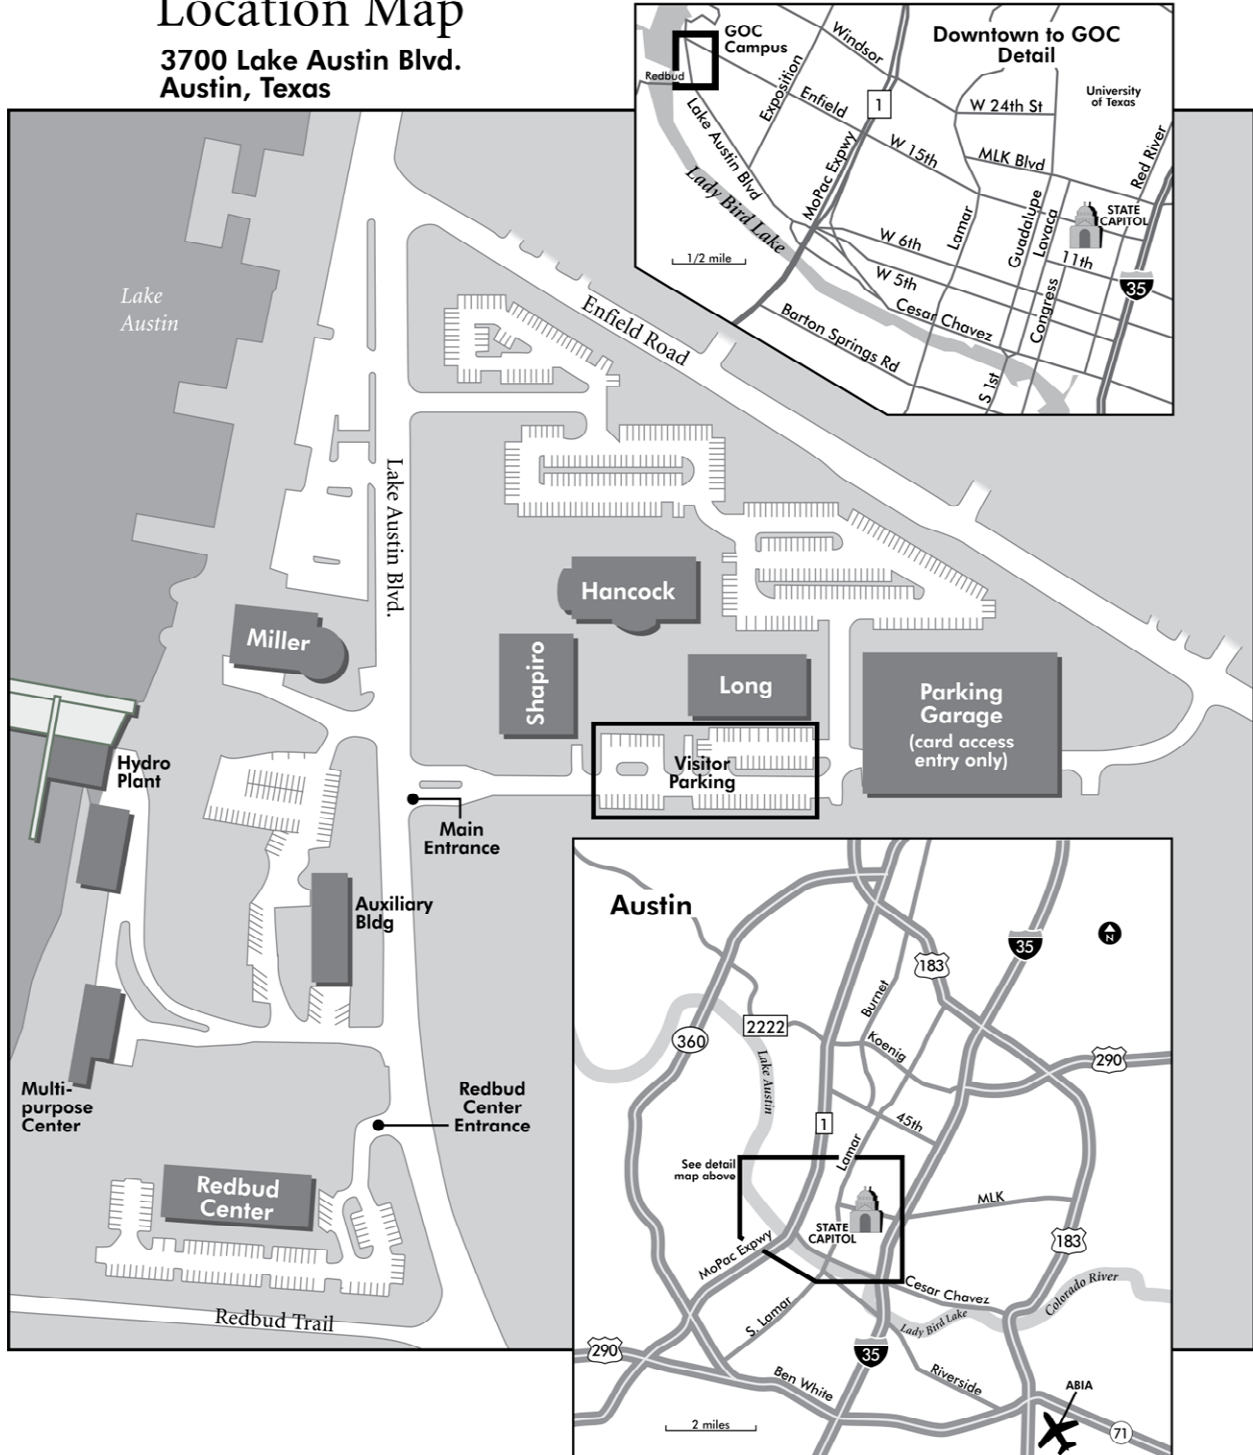 Location Map
3700 Lake Austin Blvd.
Austin, Texas
Downtown to GOC
Detail
GOC
Campus
Redbud
Windsor
Exposition
Enfield
1
W 24th St
University
of Texas
Lake Austin Blvd
MoPac Expwy
W 15th
MLK Blvd
Red River
Lady Bird Lake
Lamar
Guadalupe
Lavaca
STATE
CAPITOL
W 6th
11th
1/2 mile
W 5th
35
Cesar Chavez
Congress
Barton Springs Rd
S 1st
Lake
Austin
Enfield Road
Lake Austin Blvd.
Hancock
Miller
Shapiro
Long
Parking
Garage
(card access
entry only)
Visitor
Parking
Hydro
Plant
Main
Entrance
Auxiliary
Bldg
Multi-
purpose
Center
Redbud
Center
Entrance
Redbud
Center
Redbud Trail
Austin
N
35
183
Burnet
2222
360
Koenig
290
Lake Austin
1
45th
Lamar
See detail
map above
MLK
STATE
CAPITOL
183
MoPac Expwy
Cesar Chavez
Colorado River
S. Lamar
Lady Bird Lake
290
35
Ben White
Riverside
ABIA
2 miles
71